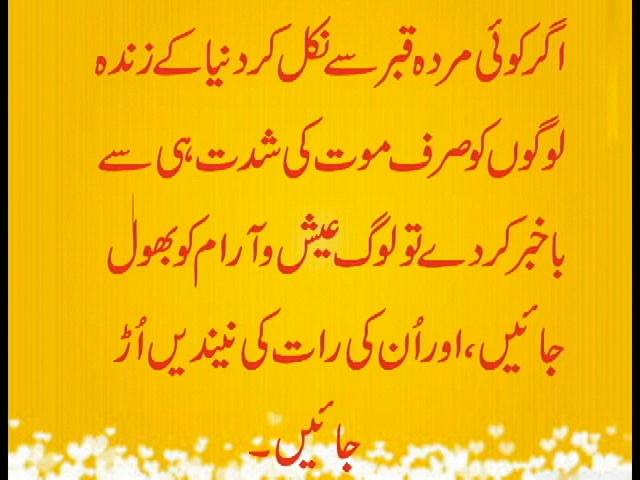 اگر کوئی مردہ قبر سے نکل کر دنیا کے زندہ
لوگوں کو صرف موت کی شدت ہی سے
باخبر کر دے تو لوگ عیش و آرام کو بھول
جائیں، اور اُن کی رات کی نیندیں اُڑ
جائیں۔